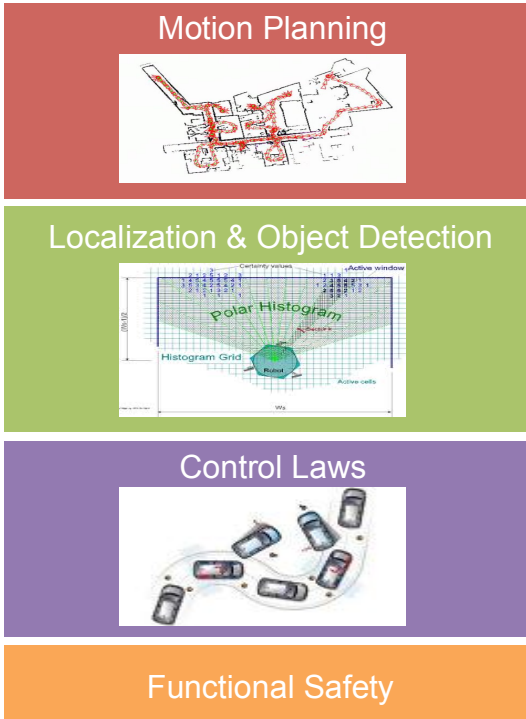 Motion Planning
Localization & Object Detection
Certainty values
Active window
Polar Histogram
Histogram Grid
Robot
Active cells
Ws
Control Laws
Functional Safety